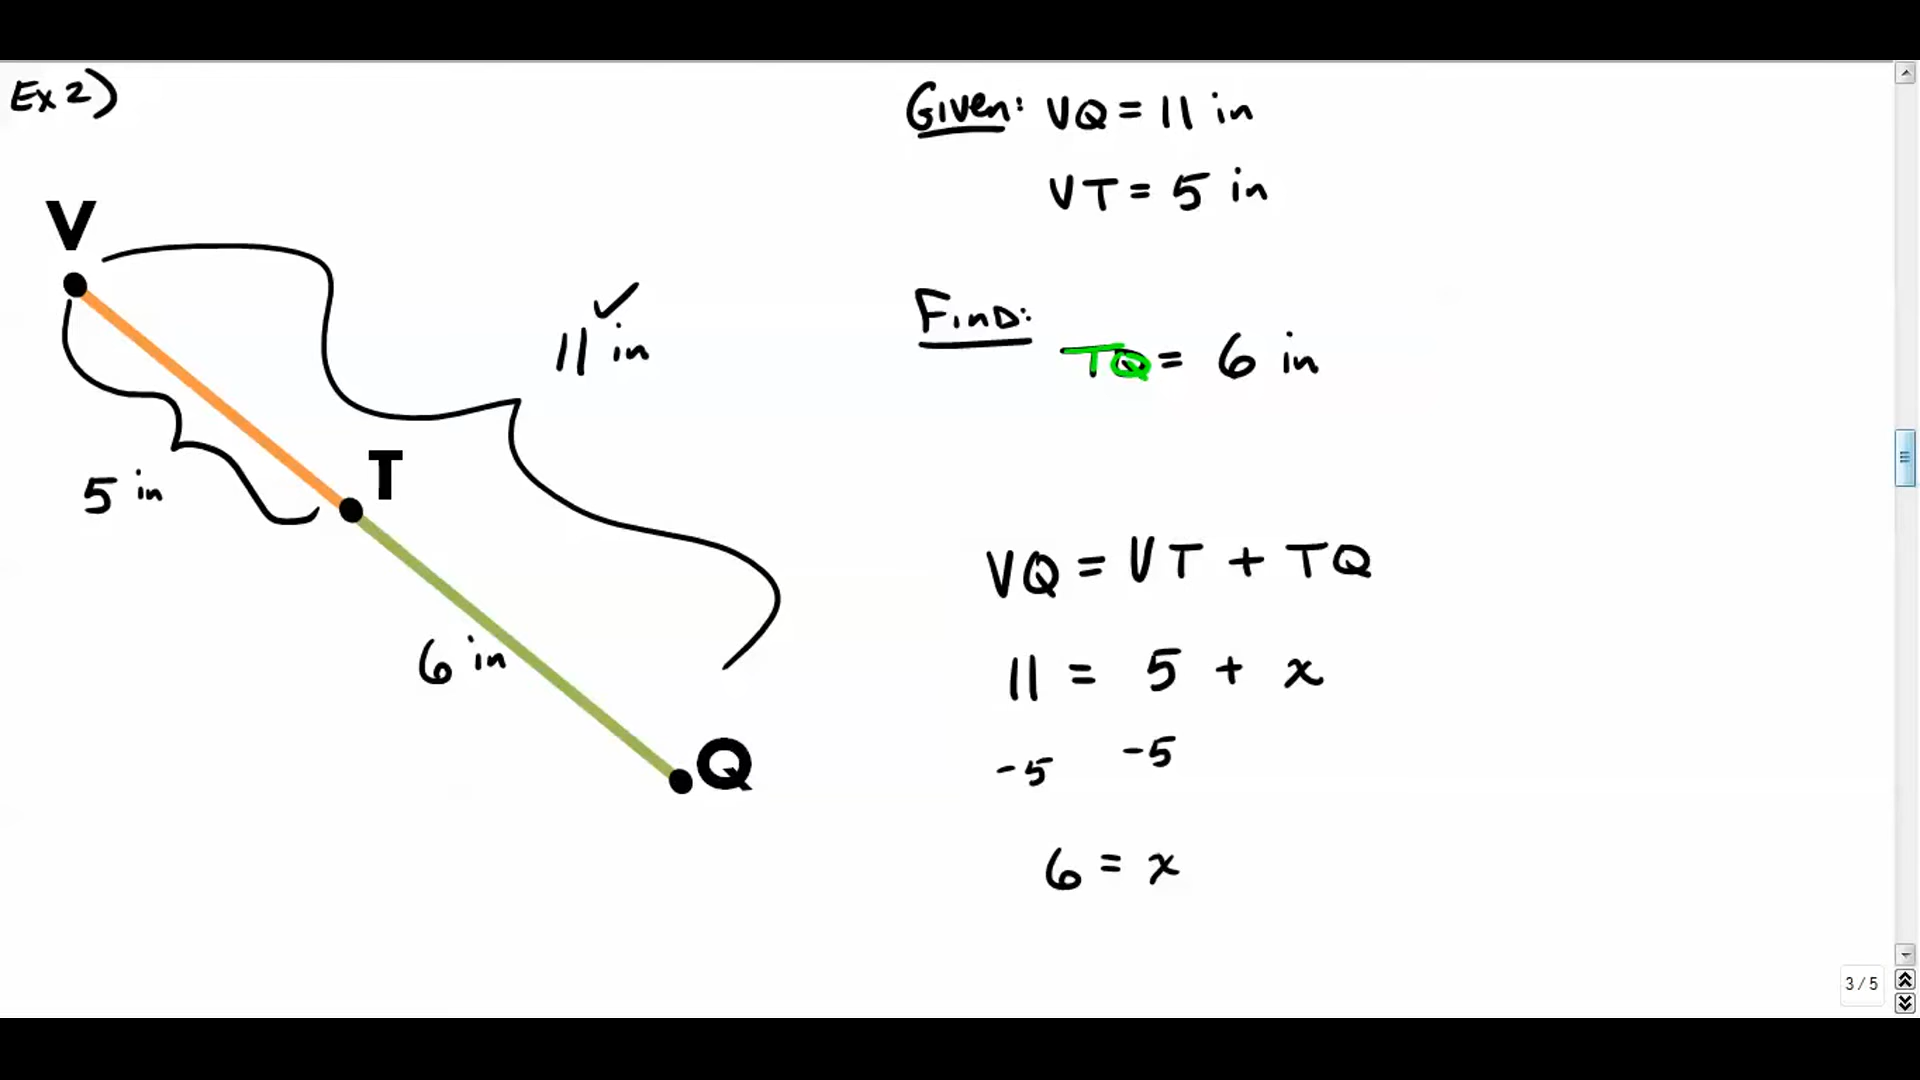 Ex 2)
Given: VQ = 11 in
VT = 5 in
V
11 in
Find:
TQ = 6 in
5 in
T
VQ = VT + TQ
6 in
11 = 5 + x
-5 -5
Q
6 = x
3 / 5